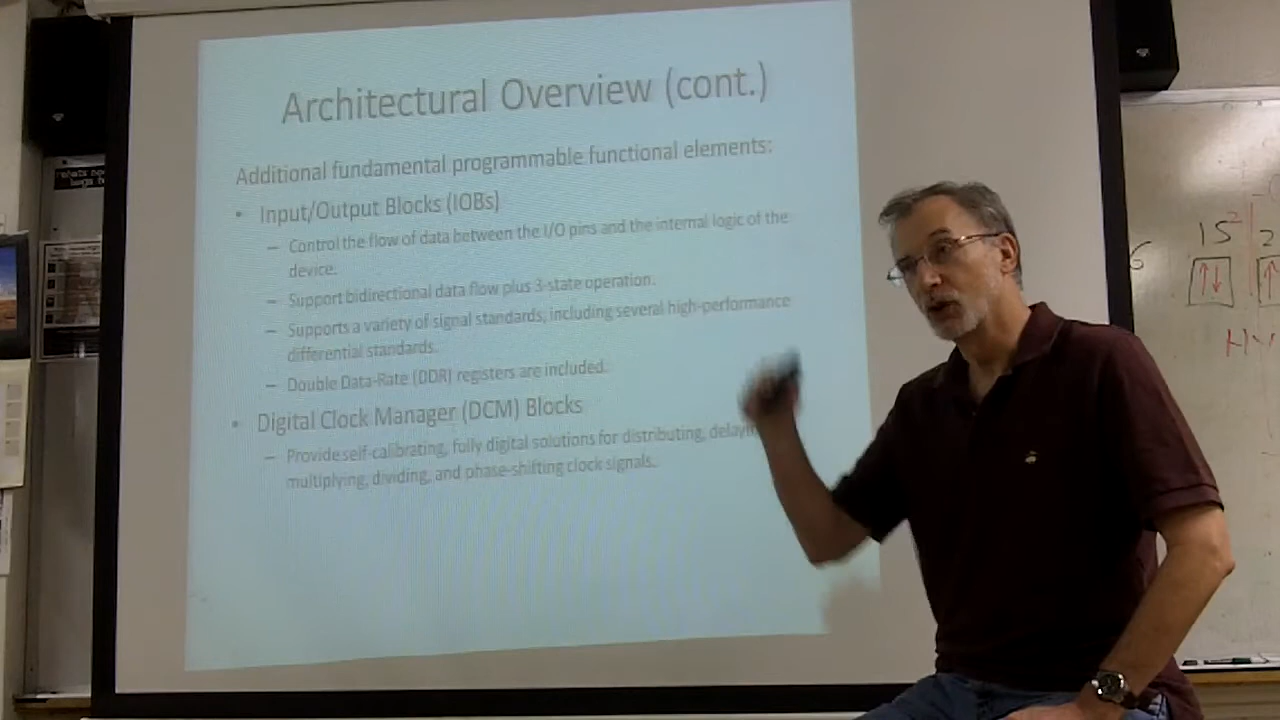 Architectural Overview (cont.)
Additional fundamental programmable functional elements:
• Input/Output Blocks (IOBs)
– Control the flow of data between the I/O pins and the internal logic of the
device.
– Support bidirectional data flow plus 3-state operation.
– Supports a variety of signal standards, including several high-performance
differential standards.
– Double Data-Rate (DDR) registers are included.
• Digital Clock Manager (DCM) Blocks
– Provide self-calibrating, fully digital solutions for distributing,
multiplying, dividing, and phase-shifting clock signals.
15²